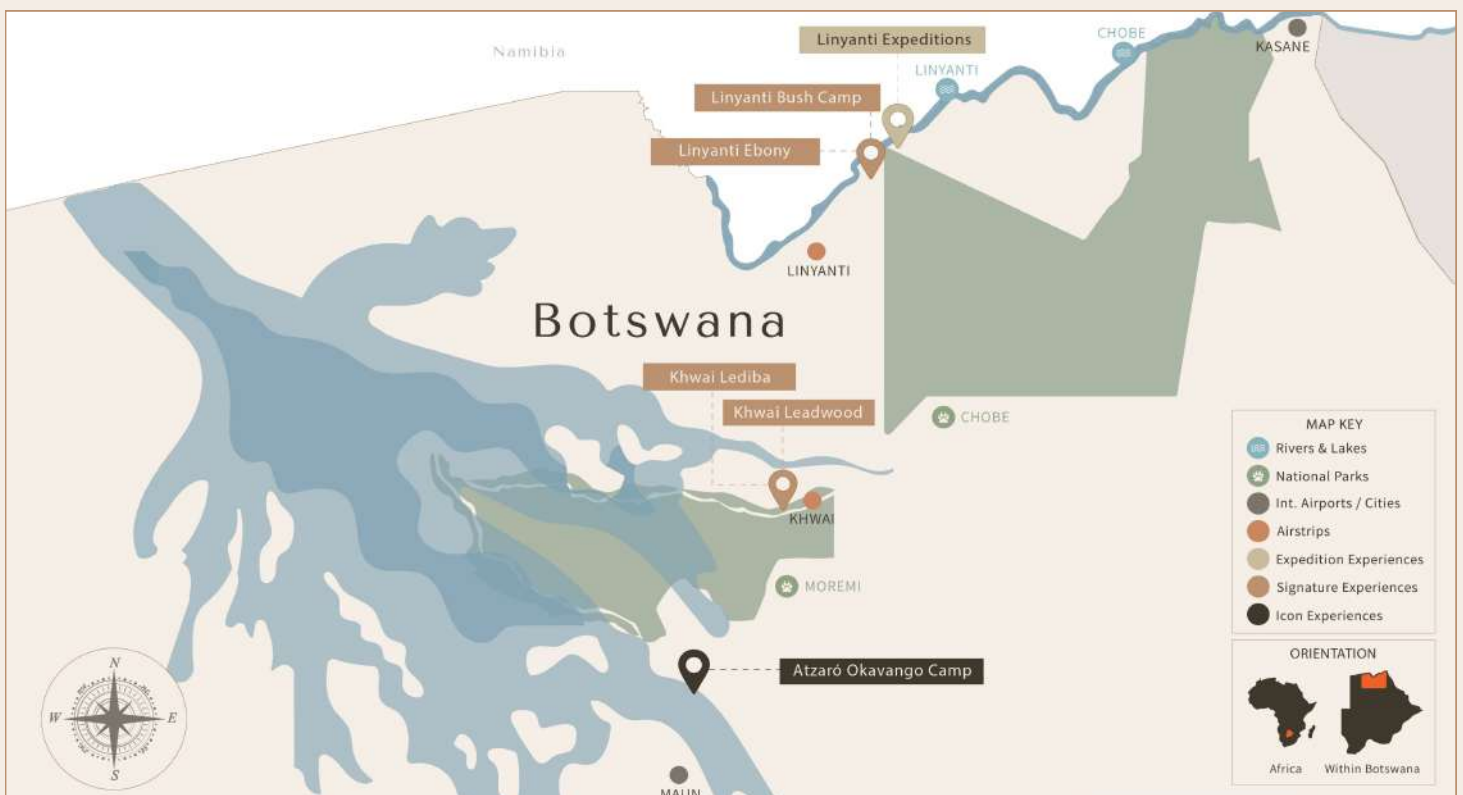 Namibia
Linyanti Expeditions
CHOBE
KASANE
LINYANTI
Linyanti Bush Camp
Linyanti Ebony
LINYANTI
Botswana
Khwai Lediba
Khwai Leadwood
CHOBE
KHWAI
MOREMI
Atzaró Okavango Camp
MAUN
MAP KEY
Rivers & Lakes
National Parks
Int. Airports / Cities
Airstrips
Expedition Experiences
Signature Experiences
Icon Experiences
ORIENTATION
Africa
Within Botswana
N
W
E
S